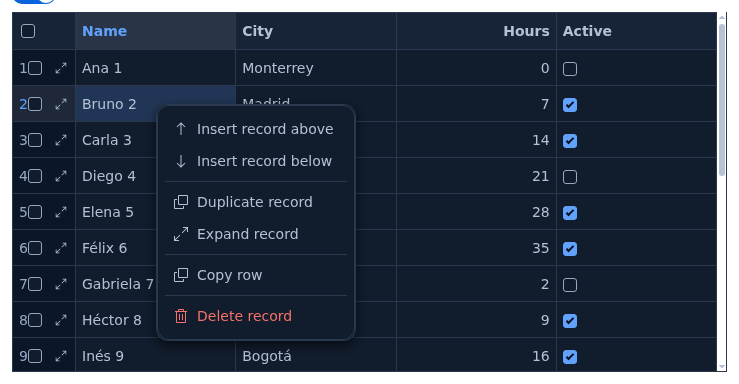 Name City Hours Active
1 Ana 1 Monterrey 0
2 Bruno 2 Madrid 7
Insert record above
3 Carla 3 14
Insert record below
4 Diego 4 21
Duplicate record
5 Elena 5 28
Expand record
6 Félix 6 35
Copy row
7 Gabriela 7 2
Delete record
8 Héctor 8 9
9 Inés 9 Bogotá 16